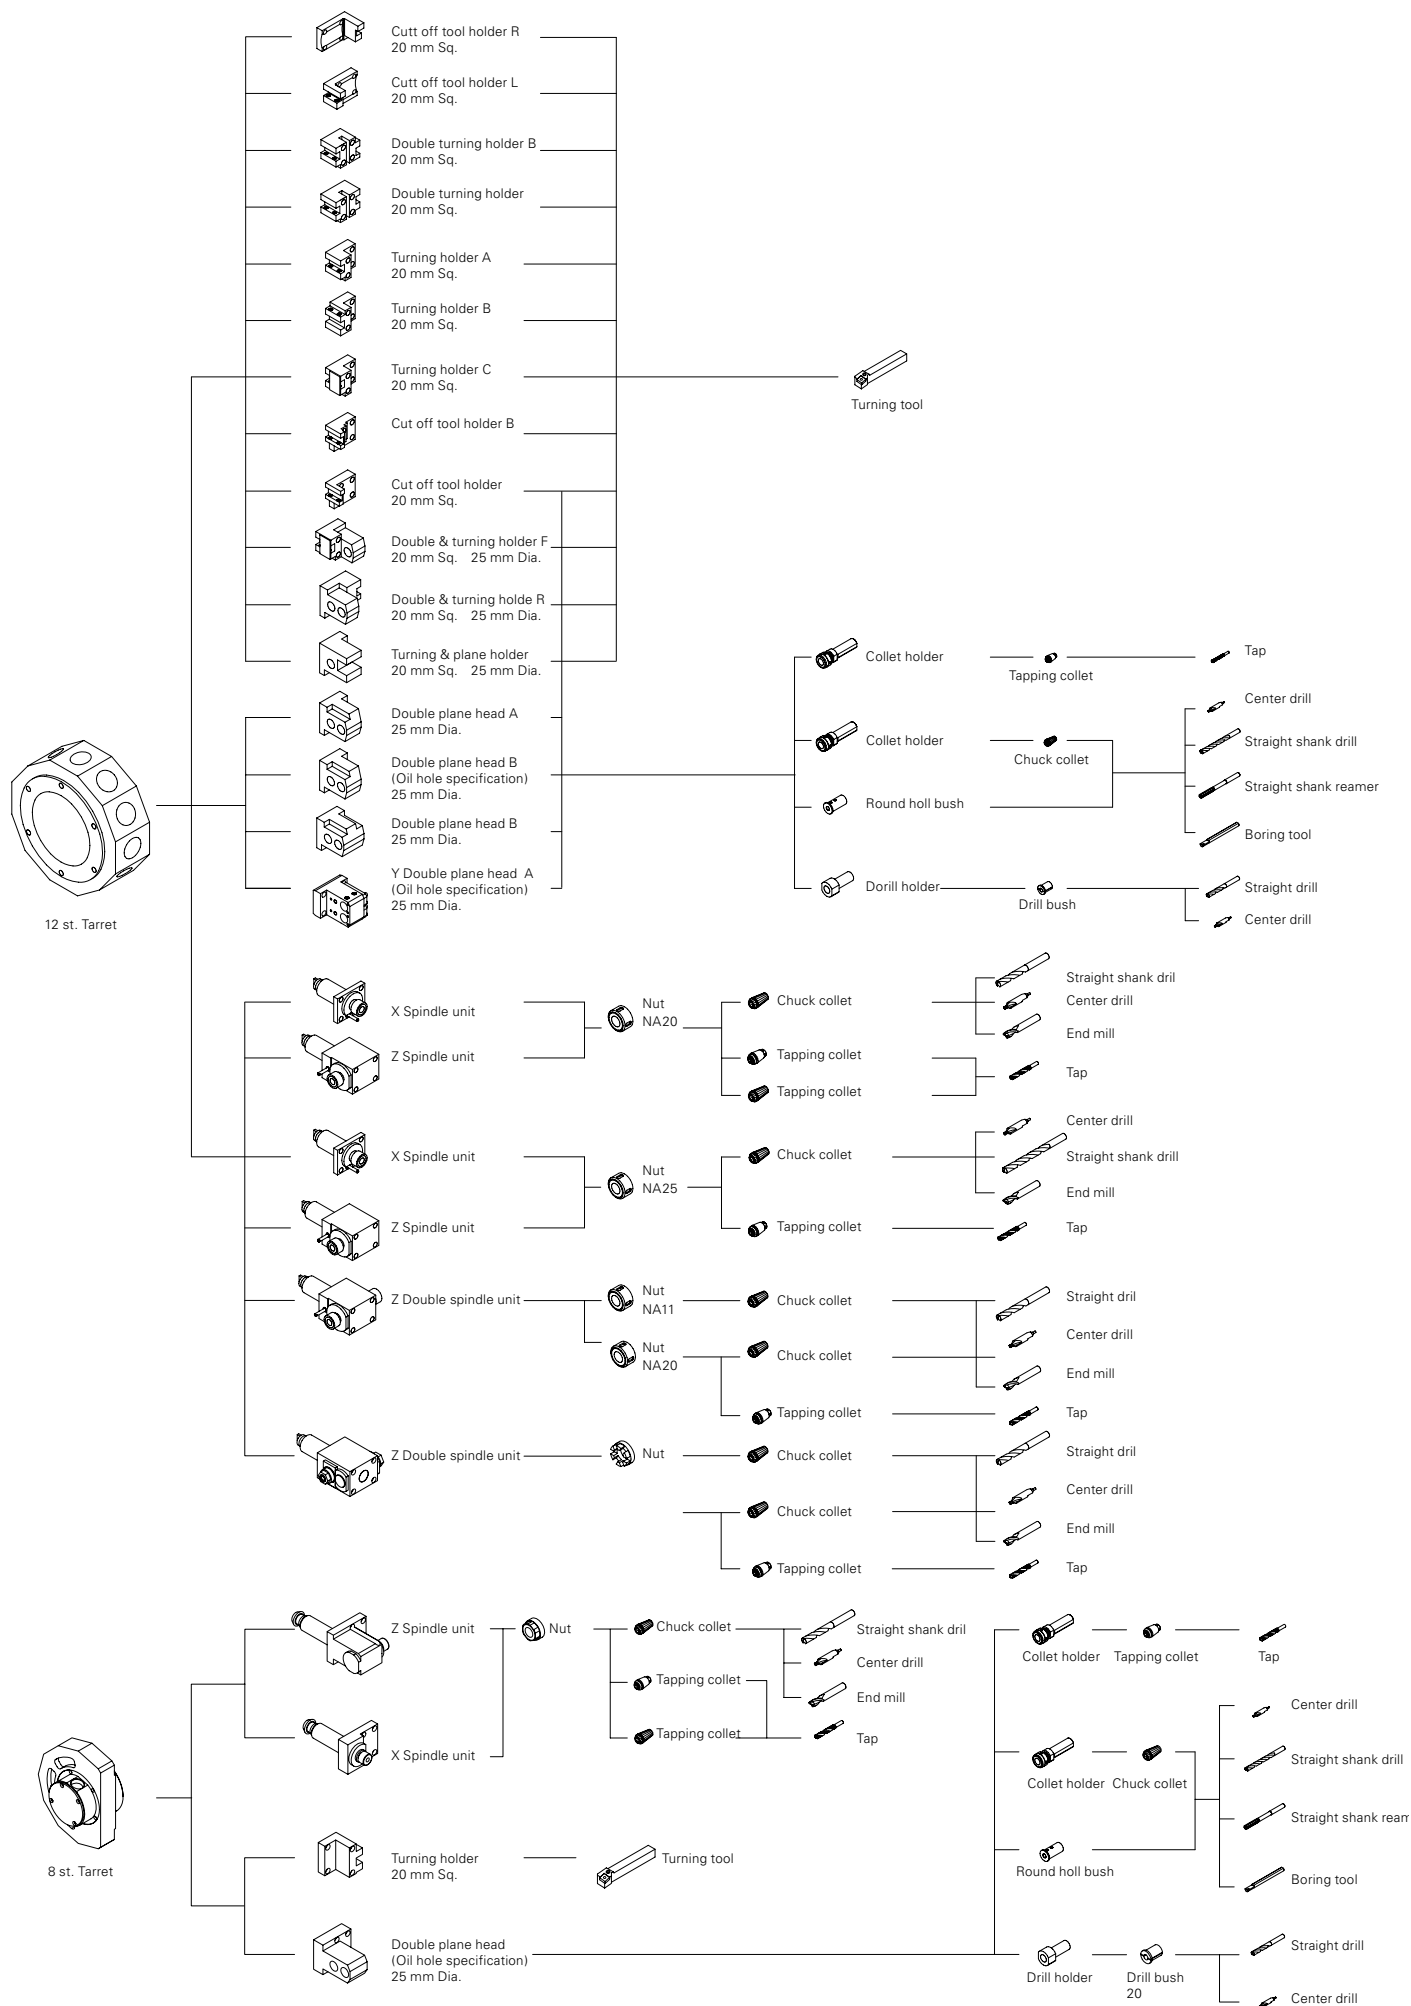 Cutt off tool holder R
20 mm Sq.
Cutt off tool holder L
20 mm Sq.
Double turning holder B
20 mm Sq.
Double turning holder
20 mm Sq.
Turning holder A
20 mm Sq.
Turning holder B
20 mm Sq.
Turning holder C
20 mm Sq.
Turning tool
Cut off tool holder B
Cut off tool holder
20 mm Sq.
Double & turning holder F
20 mm Sq. 25 mm Dia.
Double & turning holde R
20 mm Sq. 25 mm Dia.
Turning & plane holder
20 mm Sq. 25 mm Dia.
Double plane head A
25 mm Dia.
Double plane head B
(Oil hole specification)
25 mm Dia.
Double plane head B
25 mm Dia.
Y Double plane head A
(Oil hole specification)
25 mm Dia.
12 st. Tarret
Collet holder
Tapping collet
Tap
Collet holder
Chuck collet
Round holl bush
Center drill
Straight shank drill
Straight shank reamer
Boring tool
Dorill holder
Drill bush
Straight drill
Center drill
X Spindle unit
Z Spindle unit
Nut
NA20
Chuck collet
Tapping collet
Tapping collet
Straight shank dril
Center drill
End mill
Tap
X Spindle unit
Z Spindle unit
Nut
NA25
Chuck collet
Tapping collet
Center drill
Straight shank drill
End mill
Tap
Z Double spindle unit
Nut
NA11
Nut
NA20
Chuck collet
Chuck collet
Tapping collet
Straight dril
Center drill
End mill
Tap
Z Double spindle unit
Nut
Chuck collet
Chuck collet
Tapping collet
Straight dril
Center drill
End mill
Tap
Z Spindle unit
X Spindle unit
Nut
Chuck collet
Tapping collet
Tapping collet
Straight shank dril
Center drill
End mill
Tap
8 st. Tarret
Turning holder
20 mm Sq.
Turning tool
Double plane head
(Oil hole specification)
25 mm Dia.
Collet holder
Tapping collet
Tap
Collet holder
Chuck collet
Round holl bush
Center drill
Straight shank drill
Straight shank ream
Boring tool
Drill holder
Drill bush
20
Straight drill
Center drill